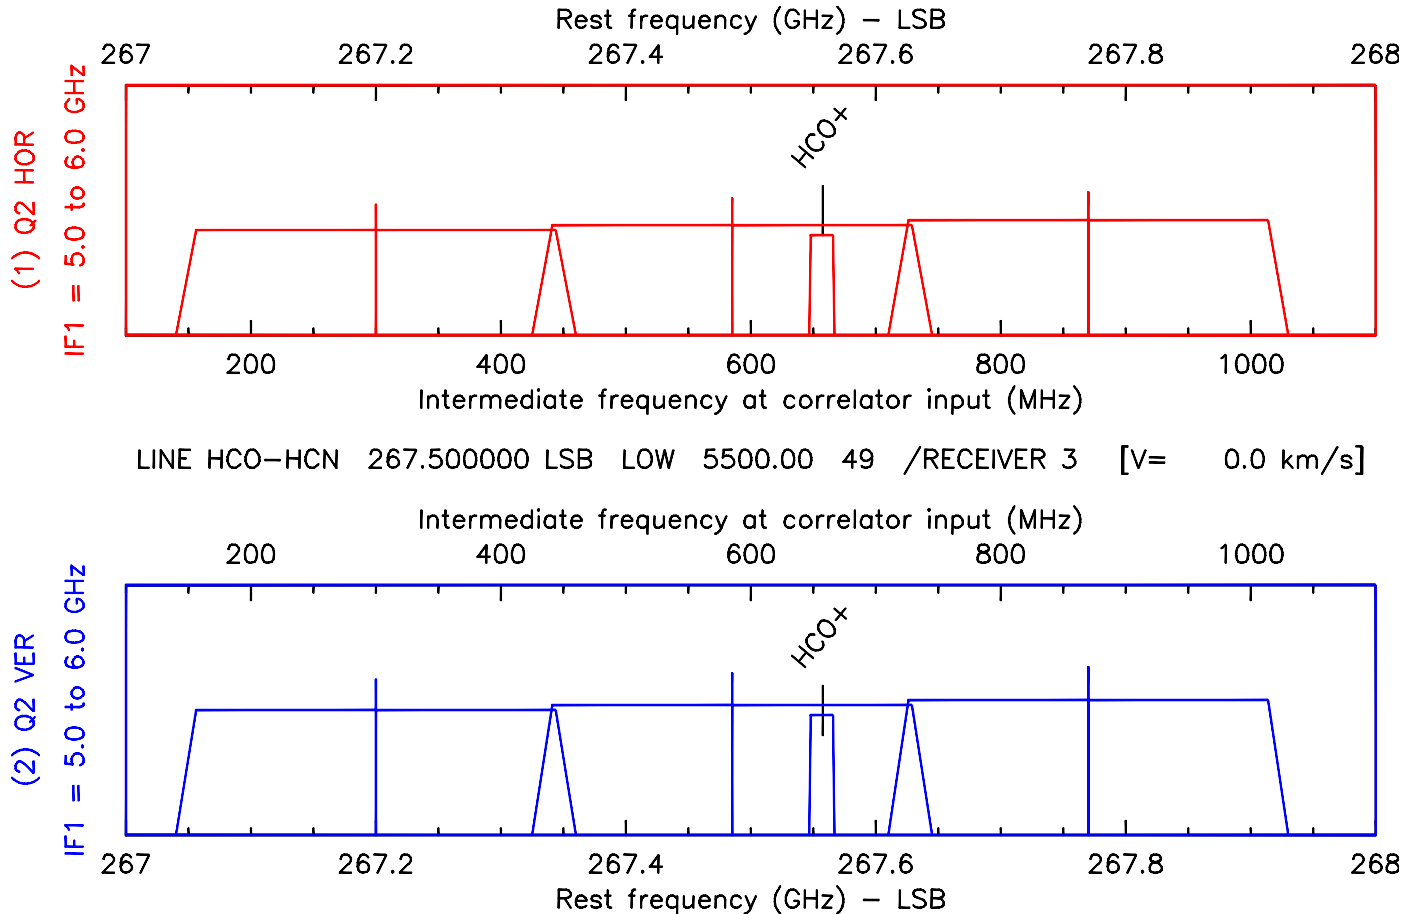 Rest frequency (GHz) − LSB
267 267.2 267.4 267.6 267.8 268
(1) Q2 HOR
IF1 = 5.0 to 6.0 GHz
HCO+
200 400 600 800 1000
Intermediate frequency at correlator input (MHz)
LINE HCO−HCN 267.500000 LSB LOW 5500.00 49 /RECEIVER 3 [V= 0.0 km/s]
Intermediate frequency at correlator input (MHz)
200 400 600 800 1000
(2) Q2 VER
IF1 = 5.0 to 6.0 GHz
HCO+
267 267.2 267.4 267.6 267.8 268
Rest frequency (GHz) − LSB